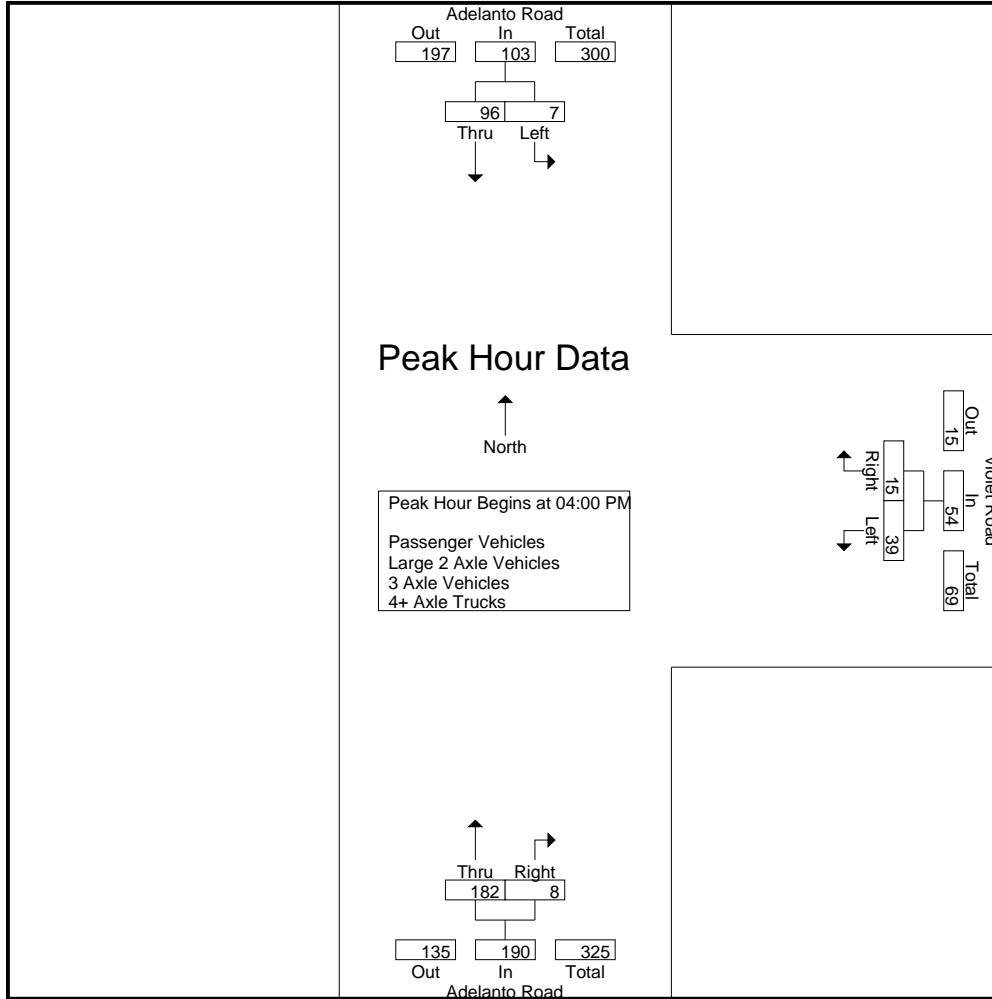 Adelanto Road
Out In Total
197 103 300
96 7
Thru Left
Peak Hour Data
North
Peak Hour Begins at 04:00 PM
Passenger Vehicles
Large 2 Axle Vehicles
3 Axle Vehicles
4+ Axle Trucks
Violet Road
Out In Total
15 54 69
15 39
Right Left
Thru Right
182 8
135 190 325
Out In Total
Adelanto Road